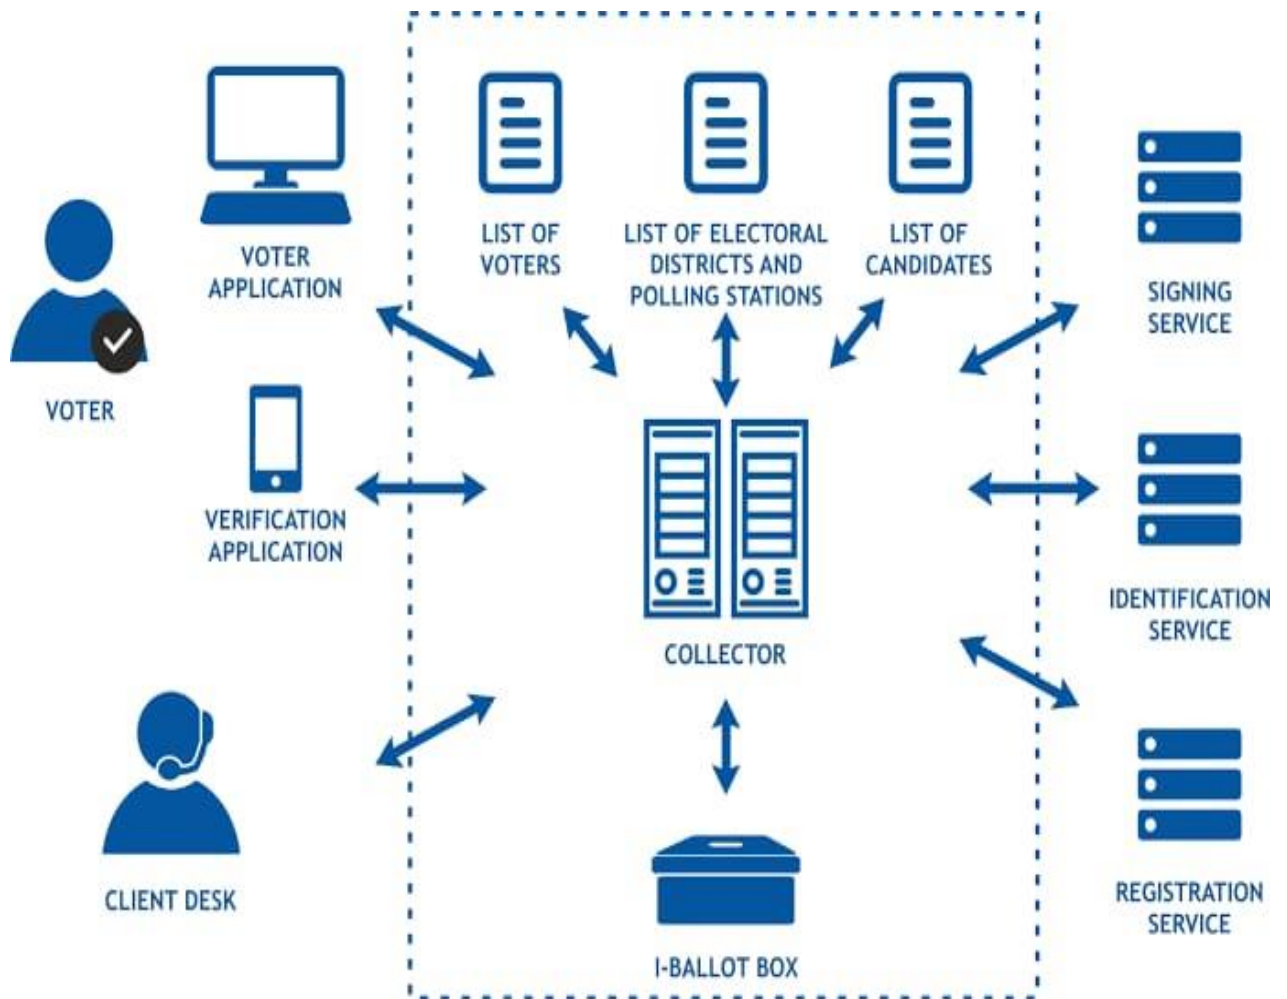 VOTER
APPLICATION
VOTER
VERIFICATION
APPLICATION
CLIENT DESK
LIST OF
VOTERS
LIST OF ELECTORAL
DISTRICTS AND
POLLING STATIONS
LIST OF
CANDIDATES
COLLECTOR
I-BALLOT BOX
SIGNING
SERVICE
IDENTIFICATION
SERVICE
REGISTRATION
SERVICE